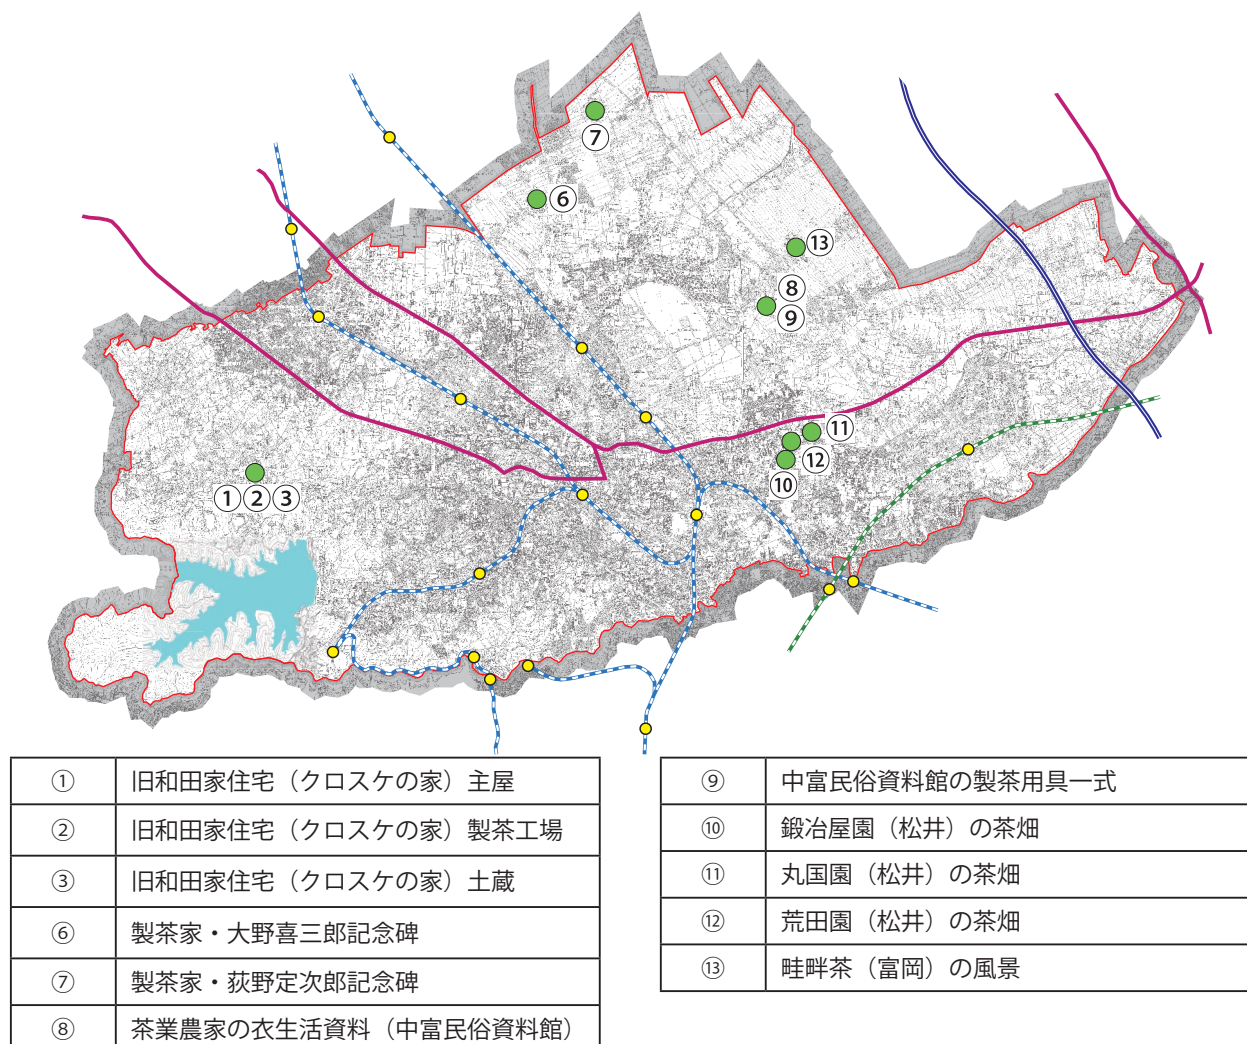 ⑦
⑥
⑬
⑧
⑨
⑪
⑫
⑩
① ② ③
① 旧和田家住宅（クロスケの家）主屋
② 旧和田家住宅（クロスケの家）製茶工場
③ 旧和田家住宅（クロスケの家）土蔵
⑥ 製茶家・大野喜三郎記念碑
⑦ 製茶家・荻野定次郎記念碑
⑧ 茶業農家の衣生活資料（中富民俗資料館）
⑨ 中富民俗資料館の製茶用具一式
⑩ 鍛冶屋園（松井）の茶畑
⑪ 丸国園（松井）の茶畑
⑫ 荒田園（松井）の茶畑
⑬ 畦畔茶（富岡）の風景